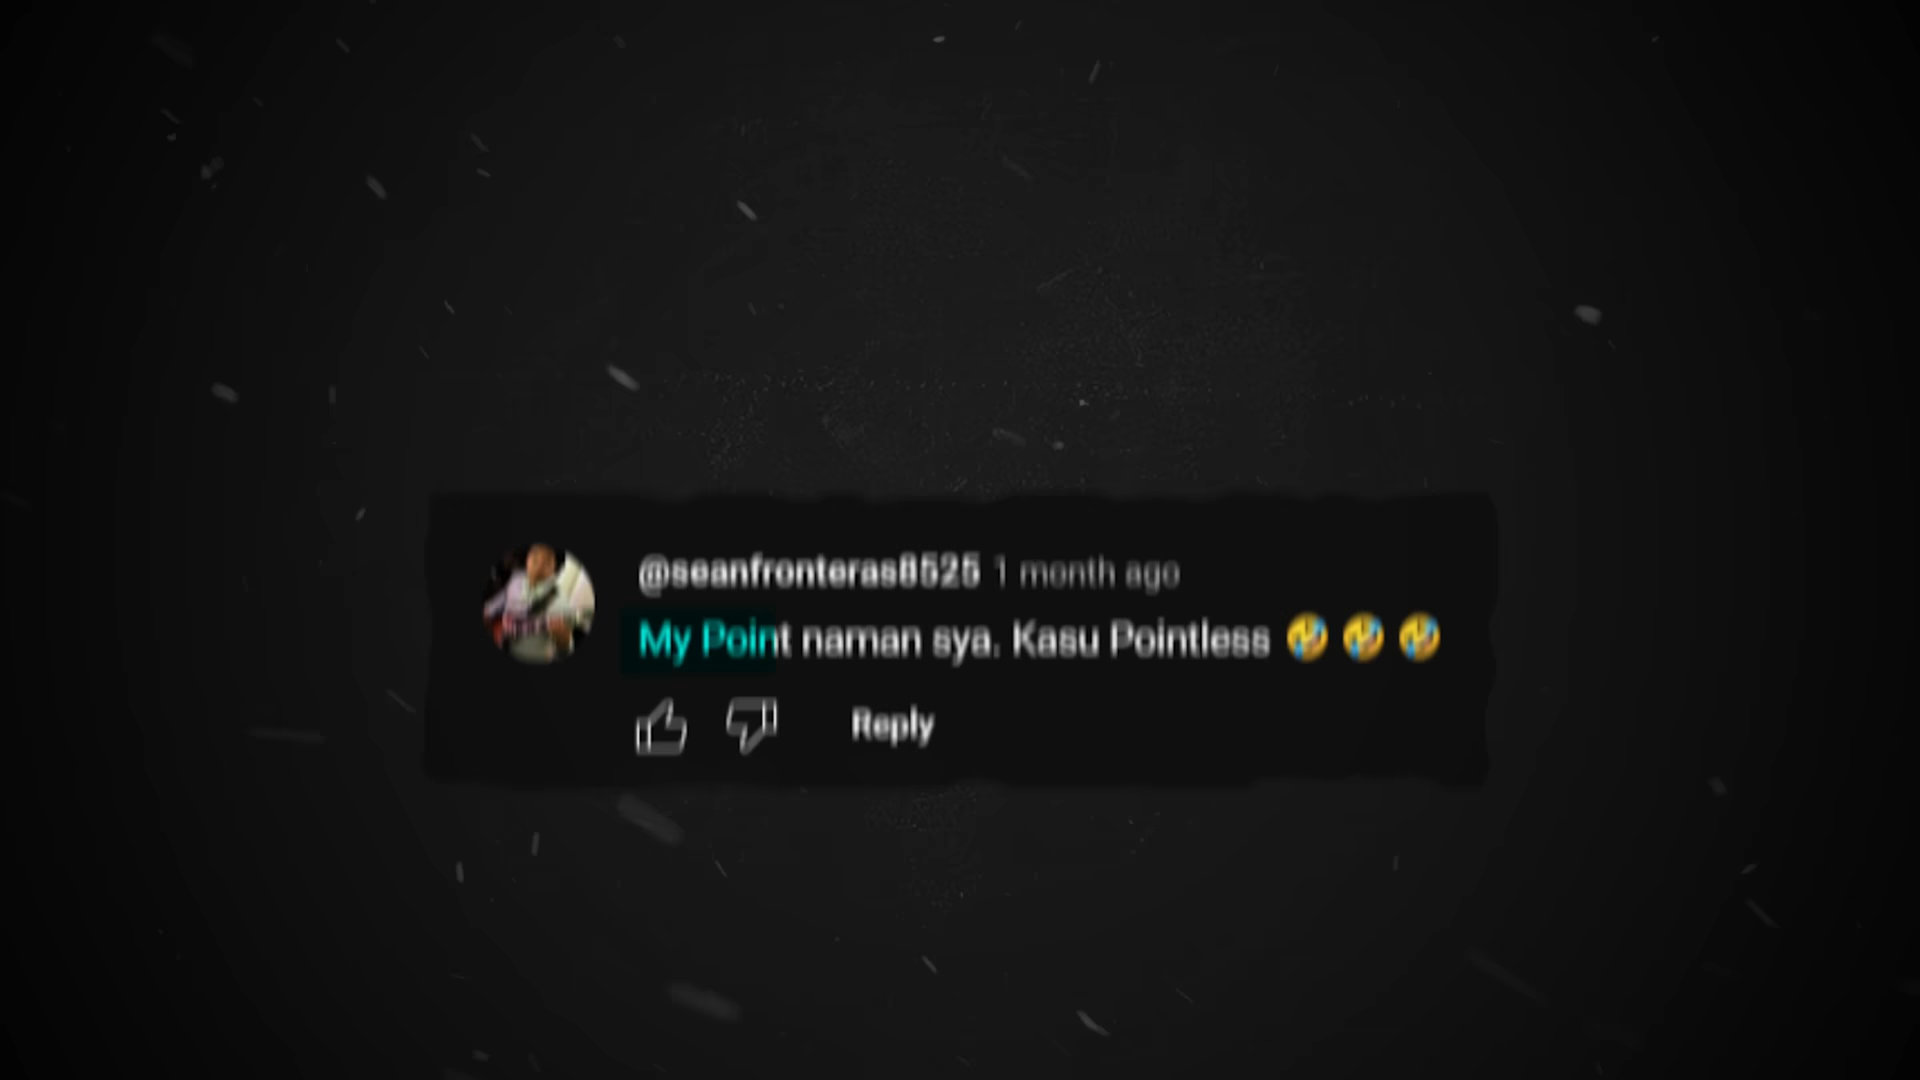 @seanfronteras8525 1 month ago
My Point naman sya. Kasu Pointless 🤣 🤣 🤣
Reply